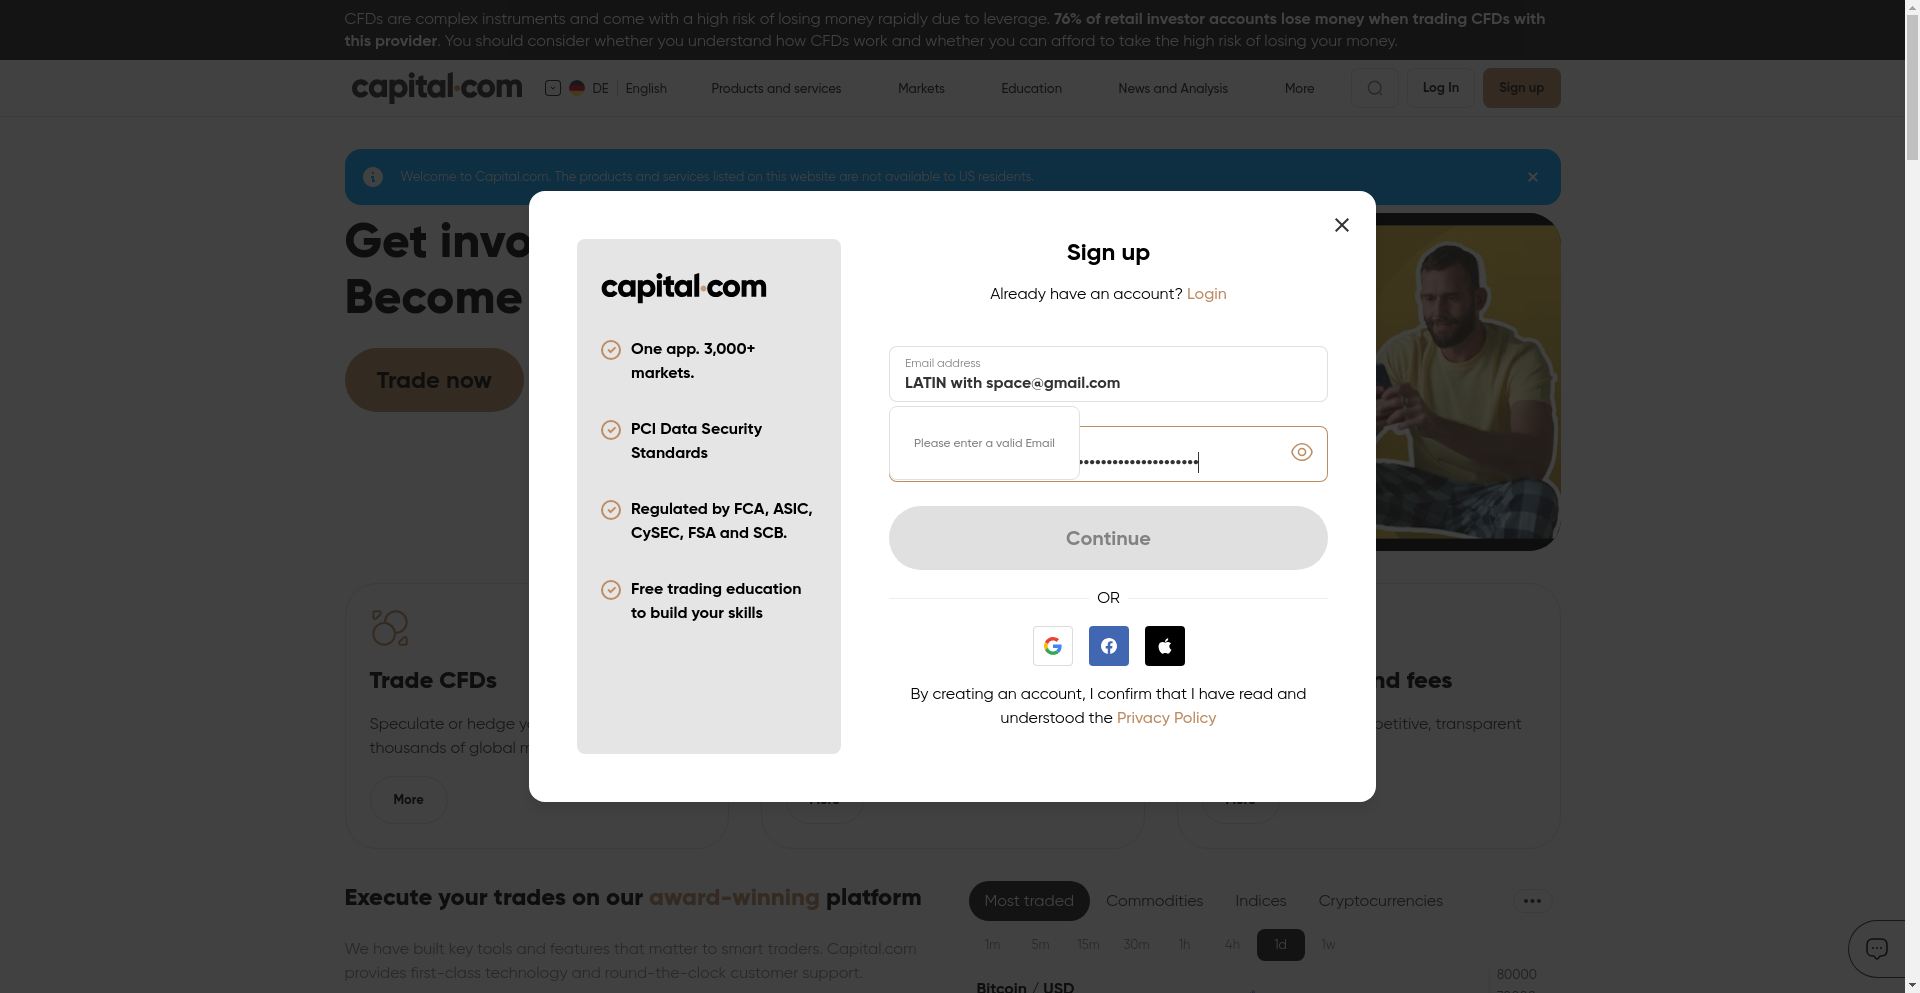 CFDs are complex instruments and come with a high risk of losing money rapidly due to leverage. 76% of retail investor accounts lose money when trading CFDs with
this provider. You should consider whether you understand how CFDs work and whether you can afford to take the high risk of losing your money.
capital.com
DE
English
Products and services
Markets
Education
News and Analysis
More
Log In
Sign up
Welcome to Capital.com. The products and services listed on this website are not available to US residents.
Get invo
Become
Trade now
capital.com
One app. 3,000+
markets.
PCI Data Security
Standards
Regulated by FCA, ASIC,
CySEC, FSA and SCB.
Free trading education
to build your skills
Sign up
Already have an account? Login
Email address
LATIN with space@gmail.com
Please enter a valid Email
Continue
OR
By creating an account, I confirm that I have read and
understood the Privacy Policy
Trade CFDs
Speculate or hedge y
thousands of global m
More
More
nd fees
petitive, transparent
More
Execute your trades on our award-winning platform
We have built key tools and features that matter to smart traders. Capital.com
provides first-class technology and round-the-clock customer support.
Most traded
Commodities
Indices
Cryptocurrencies
1m
5m
15m
30m
1h
4h
1d
1w
Bitcoin / USD
80000